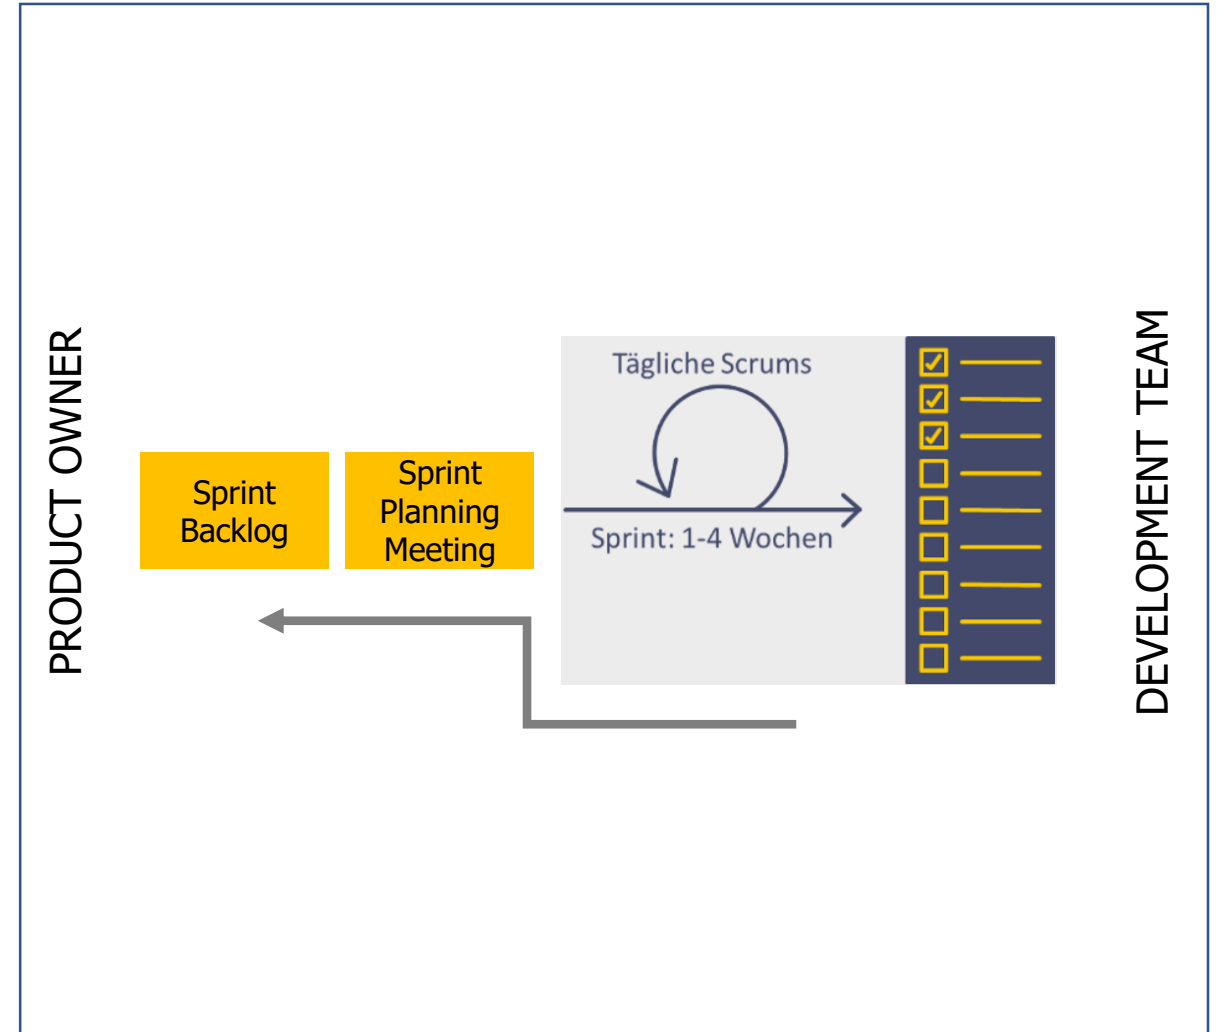 PRODUCT OWNER
Sprint
Backlog
Sprint
Planning
Meeting
Tägliche Scrums
Sprint: 1-4 Wochen
DEVELOPMENT TEAM